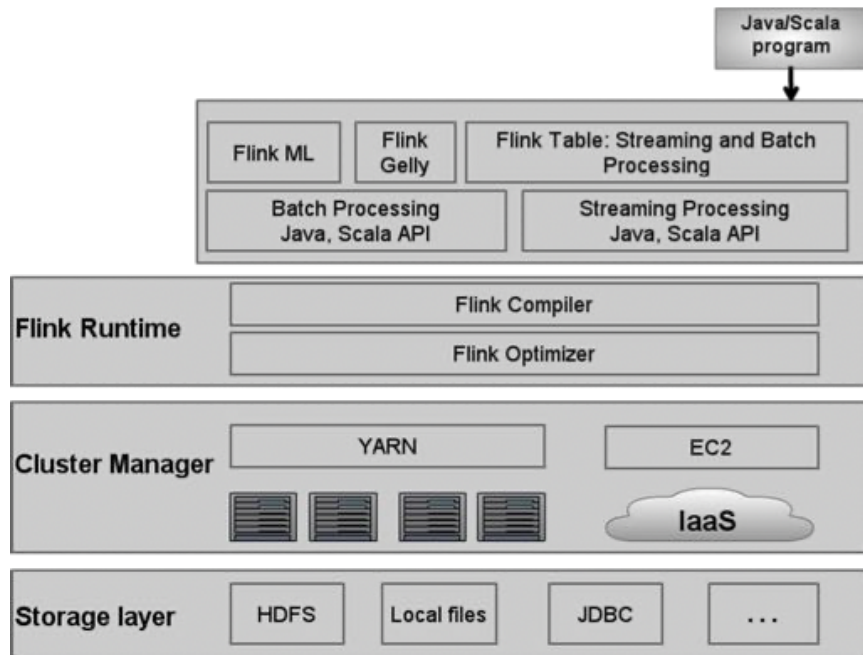 Java/Scala
program
Flink ML
Flink
Gelly
Flink Table: Streaming and Batch
Processing
Batch Processing
Java, Scala API
Streaming Processing
Java, Scala API
Flink Runtime
Flink Compiler
Flink Optimizer
Cluster Manager
YARN
EC2
IaaS
Storage layer
HDFS
Local files
JDBC
...